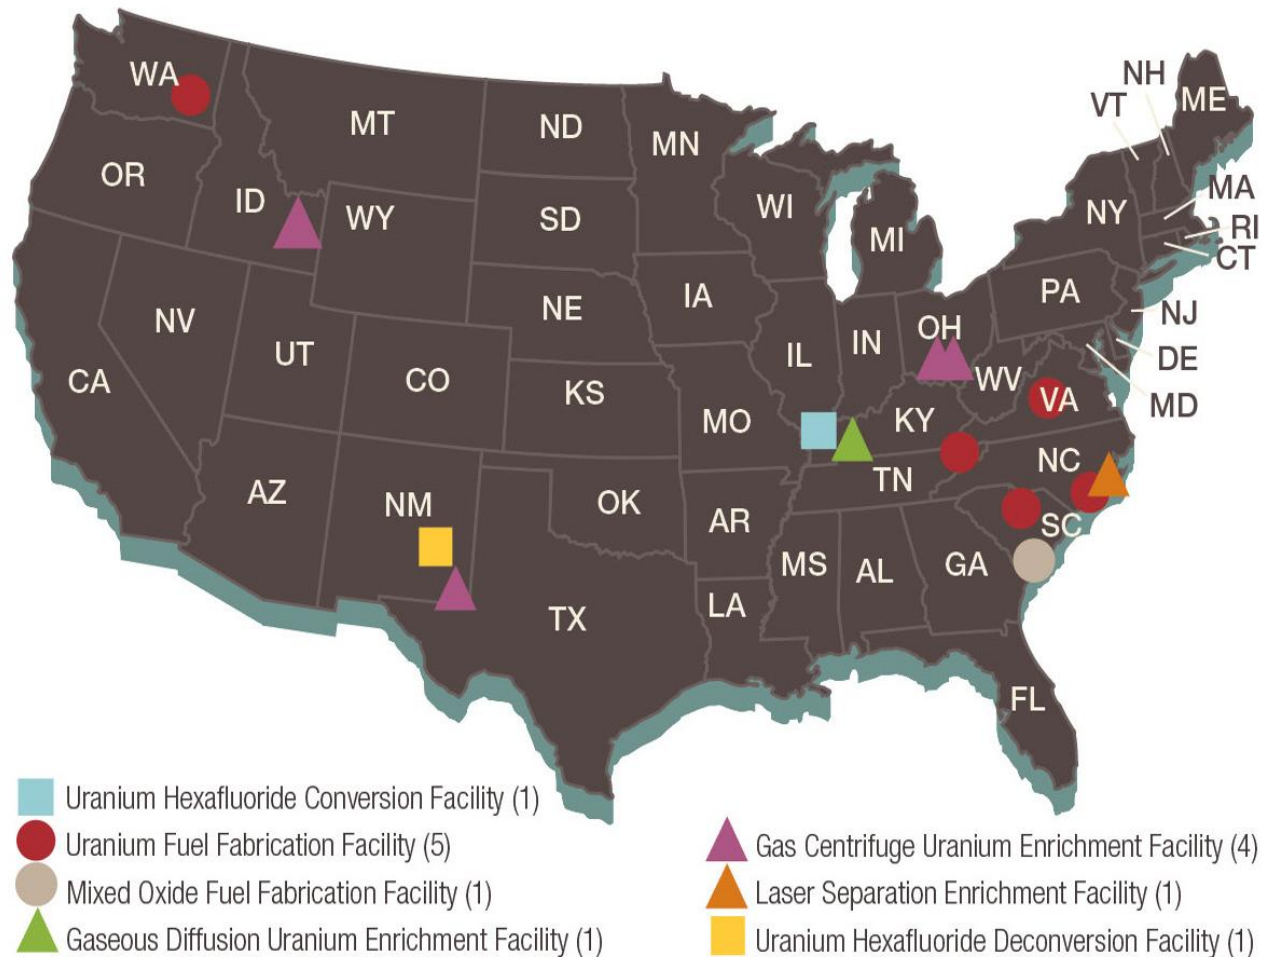 WA
MT
ND
MN
OR
ID
WY
SD
WI
MI
VT
NH
ME
NY
MA
RI
CT
NV
UT
NE
IA
PA
NJ
CA
CO
KS
IL
IN
OH
DE
WV
MD
MO
KY
VA
AZ
NM
OK
AR
TN
NC
SC
TX
LA
MS
AL
GA
FL
Uranium Hexafluoride Conversion Facility (1)
Uranium Fuel Fabrication Facility (5)
Mixed Oxide Fuel Fabrication Facility (1)
Gaseous Diffusion Uranium Enrichment Facility (1)
Gas Centrifuge Uranium Enrichment Facility (4)
Laser Separation Enrichment Facility (1)
Uranium Hexafluoride Deconversion Facility (1)